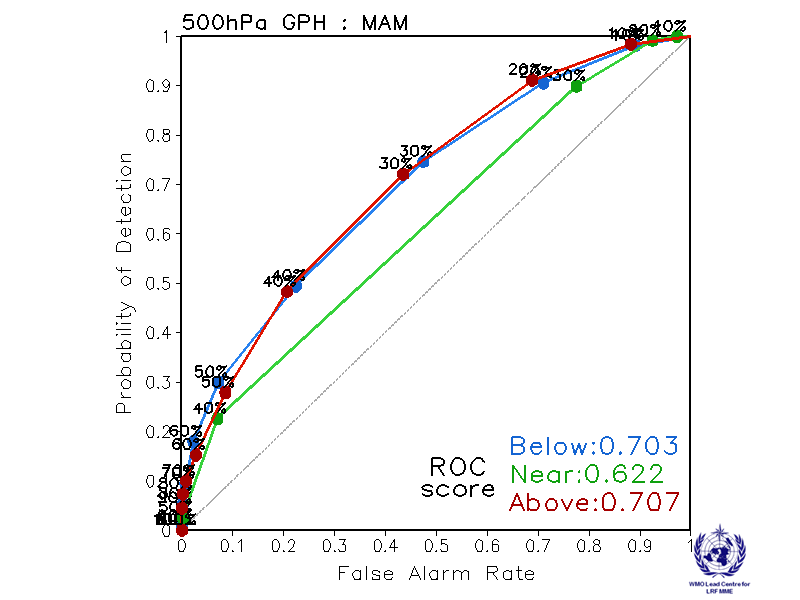 500hPa GPH : MAM
1
0.9
0.8
0.7
0.6
0.5
0.4
0.3
0.2
0
Probability of Detection
10%
40%
20%
30%
30%
30%
40%
40%
50%
50%
40%
60%
60%
70%
ROC
score
Below:0.703
Near:0.622
Above:0.707
0 0.1 0.2 0.3 0.4 0.5 0.6 0.7 0.8 0.9 1
False Alarm Rate
WMO Lead Centre for
LRF MME